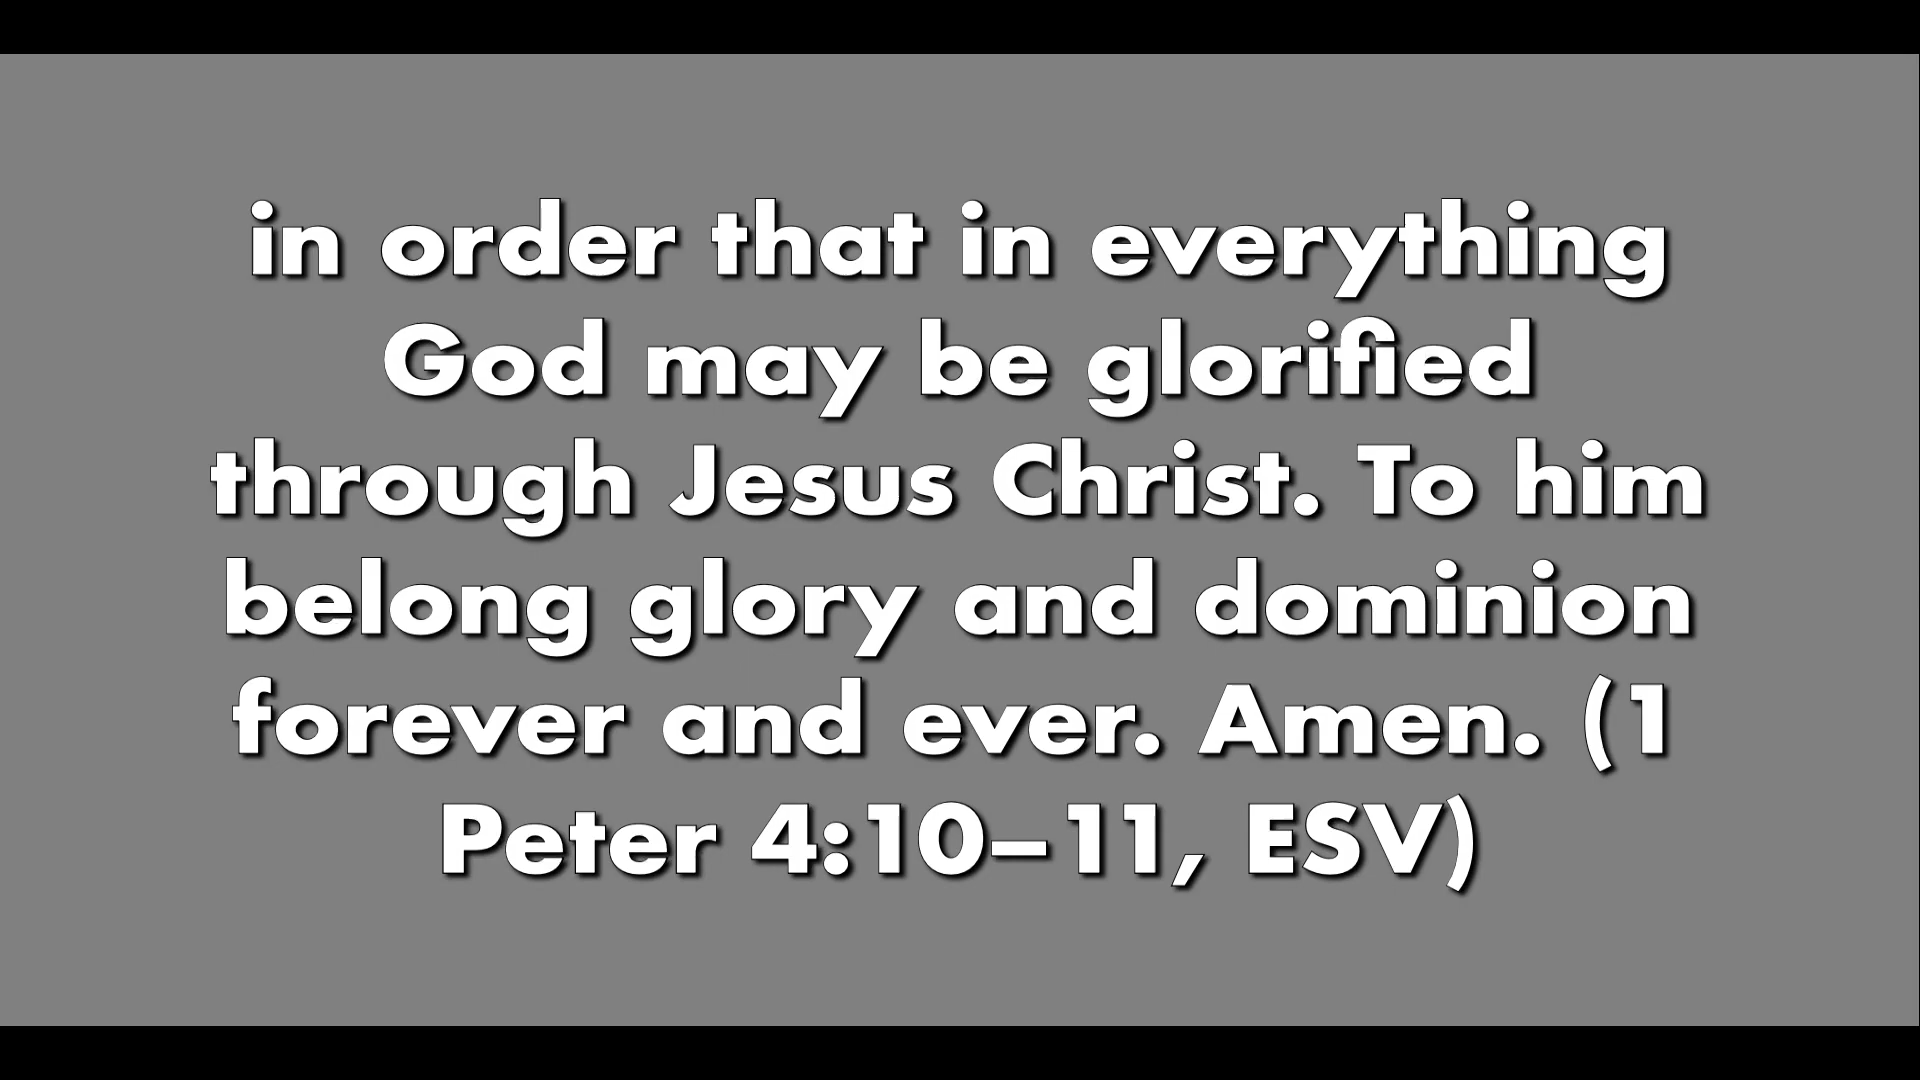 in order that in everything
God may be glorified
through Jesus Christ. To him
belong glory and dominion
forever and ever. Amen. (1
Peter 4:10–11, ESV)